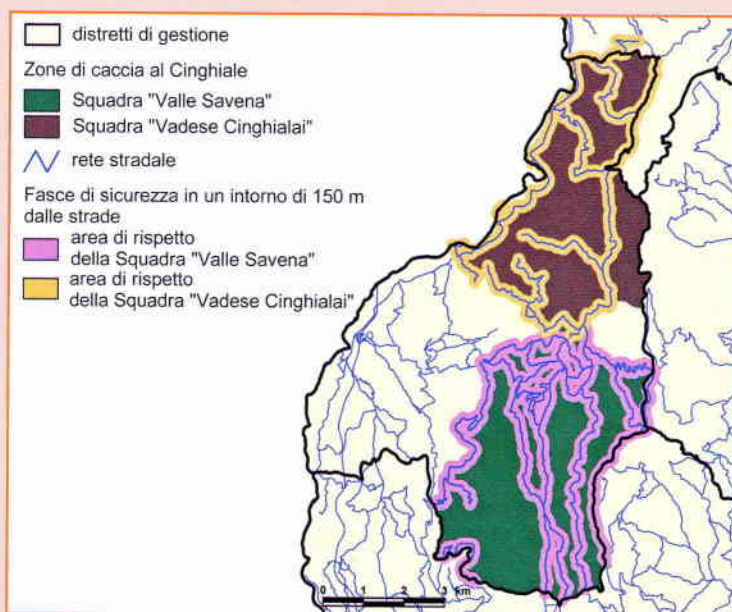 distretti di gestione
Zone di caccia al Cinghiale
Squadra "Valle Savena"
Squadra "Vadese Cinghialai"
rete stradale
Fasce di sicurezza in un intorno di 150 m
dalle strade
area di rispetto
della Squadra "Valle Savena"
area di rispetto
della Squadra "Vadese Cinghialai"
0 1 2 3 km